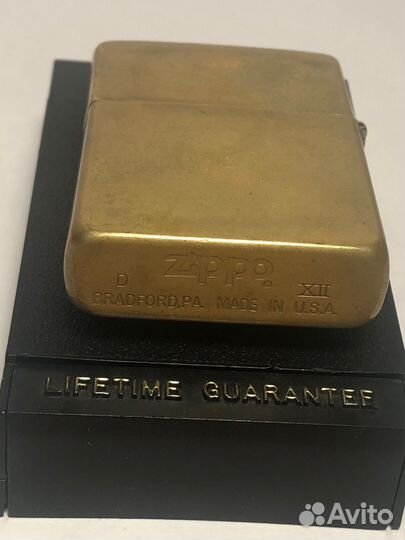 Zippo
D XII
BRADFORD,PA. MADE IN U.S.A.
LIFETIME GUARANTEE
Avito